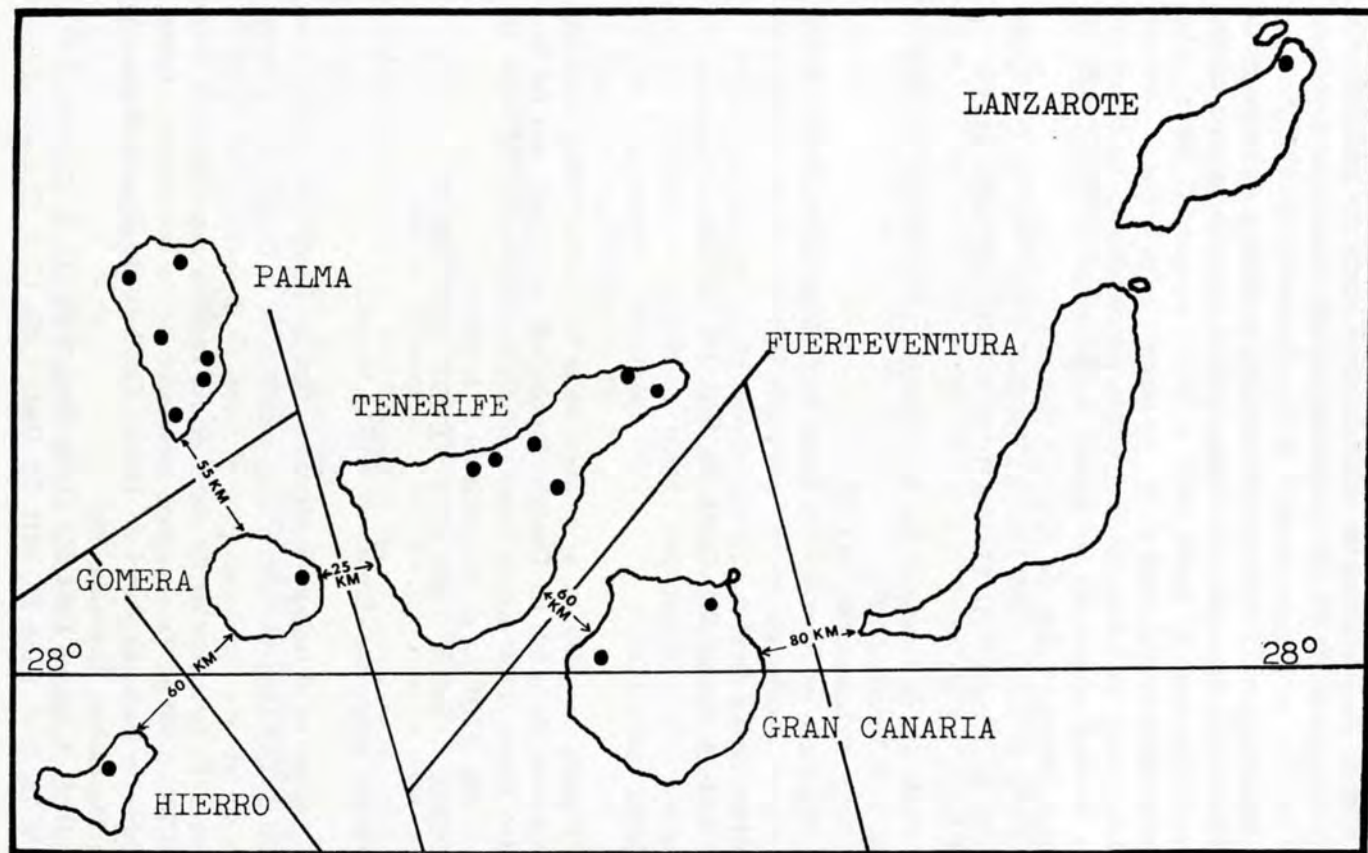 LANZAROTE
PALMA
FUERTEVENTURA
TENERIFE
55 KM
GOMERA
25
KM
60
KM
80 KM
28°
28°
60 KM
GRAN CANARIA
HIERRO